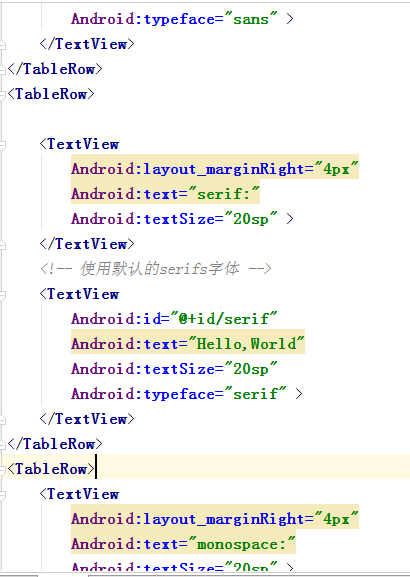 Android:typeface="sans" >
</TextView>
</TableRow>
<TableRow>
<TextView
Android:layout_marginRight="4px"
Android:text="serif:"
Android:textSize="20sp" >
</TextView>
<!-- 使用默认的serifs字体 -->
<TextView
Android:id="@+id/serif"
Android:text="Hello,World"
Android:textSize="20sp"
Android:typeface="serif" >
</TextView>
</TableRow>
<TableRow>
<TextView
Android:layout_marginRight="4px"
Android:text="monospace:"
Android:textSize="20sp" >